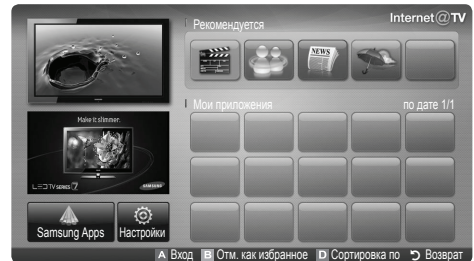 Internet@TV
Рекомендуется
NEWS
Мои приложения по дате 1/1
Make it slimmer.
LED TV SERIES 7 SAMSUNG
Samsung Apps Настройки
A Вход B Отм. как избранное D Сортировка по Возврат